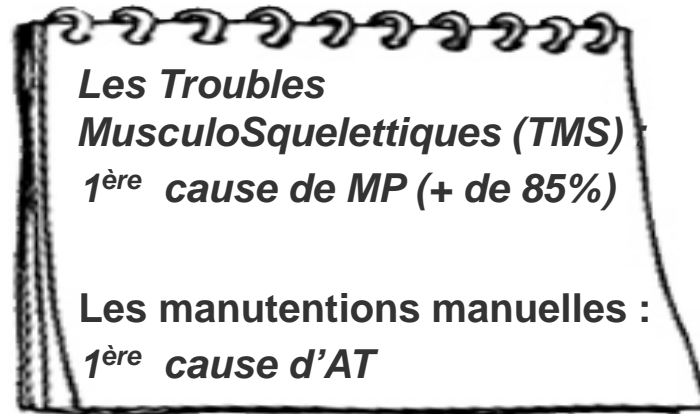 Les Troubles
MusculoSquelettiques (TMS) :
1ère cause de MP (+ de 85%)
Les manutentions manuelles :
1ère cause d'AT